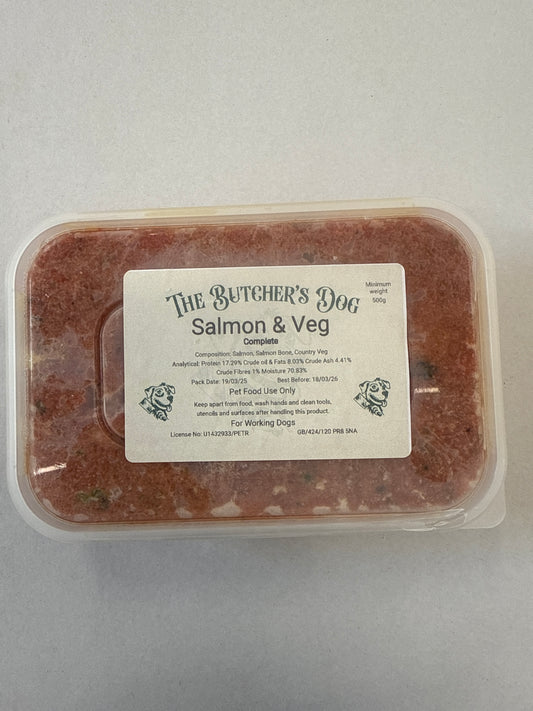 THE BUTCHER'S DOG
Minimum
weight
500g
Salmon & Veg
Complete
Composition: Salmon, Salmon Bone, Country Veg
Analytical: Protein 17.29% Crude oil & Fats 8.03% Crude Ash 4.41%
Crude Fibres 1% Moisture 70.83%
Pack Date: 19/03/25 Best Before: 18/03/26
Pet Food Use Only
Keep apart from food, wash hands and clean tools,
utencils and surfaces after handling this product.
For Working Dogs
License No: U1432933/PETR GB/424/120 PR8 5NA